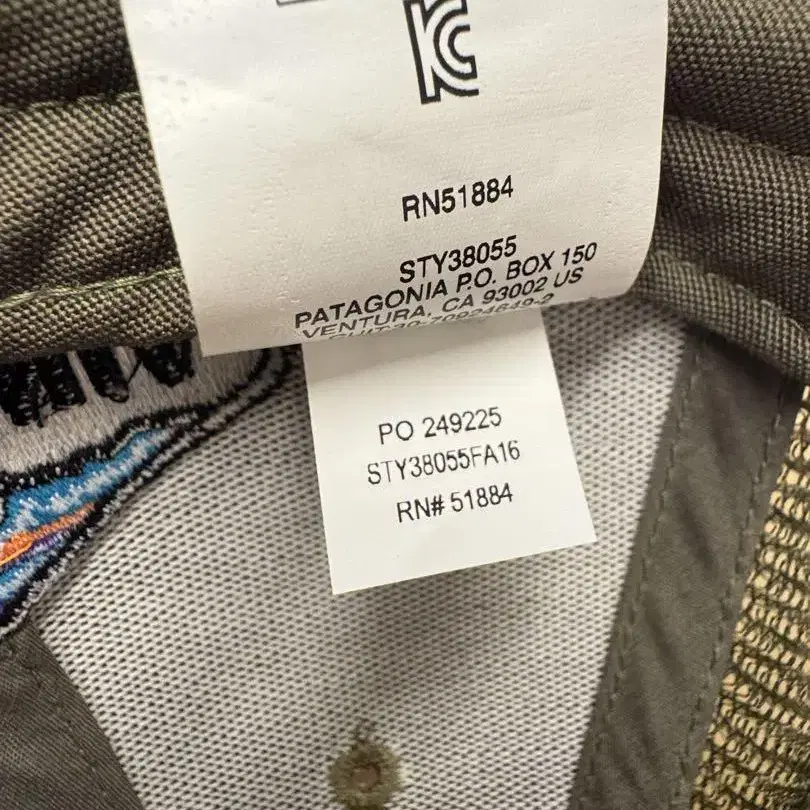 RN51884
STY38055
PATAGONIA P.O. BOX 150
VENTURA, CA 93002 US
PO 249225
STY38055FA16
RN# 51884